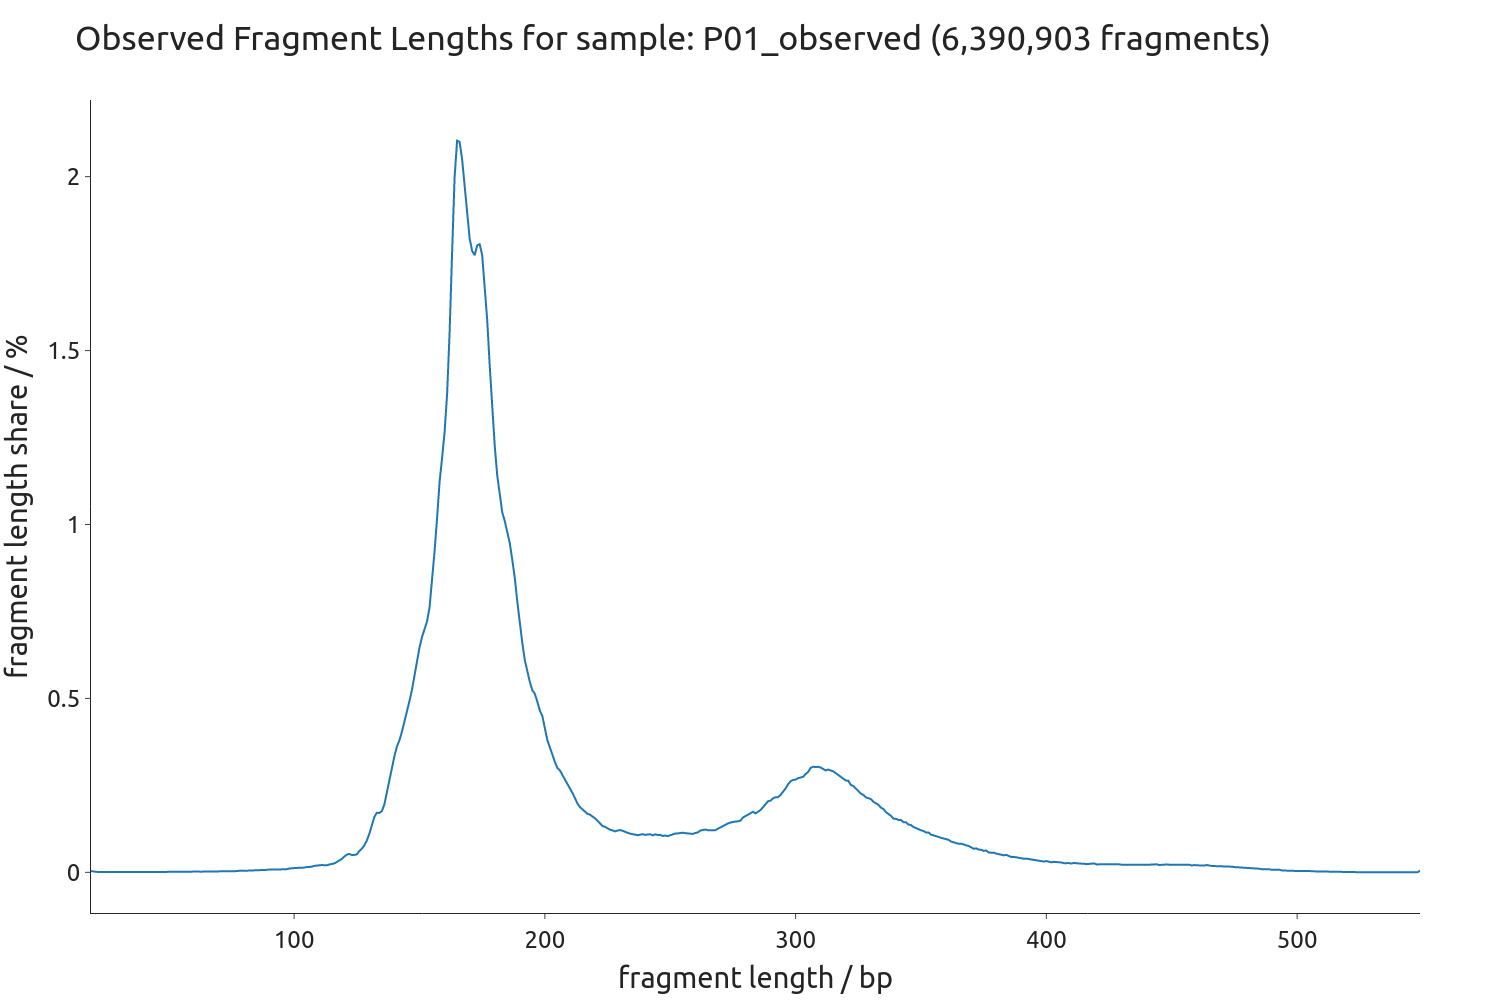 Observed Fragment Lengths for sample: P01_observed (6,390,903 fragments)
fragment length share / %
2
1.5
1
0.5
0
100 200 300 400 500
fragment length / bp